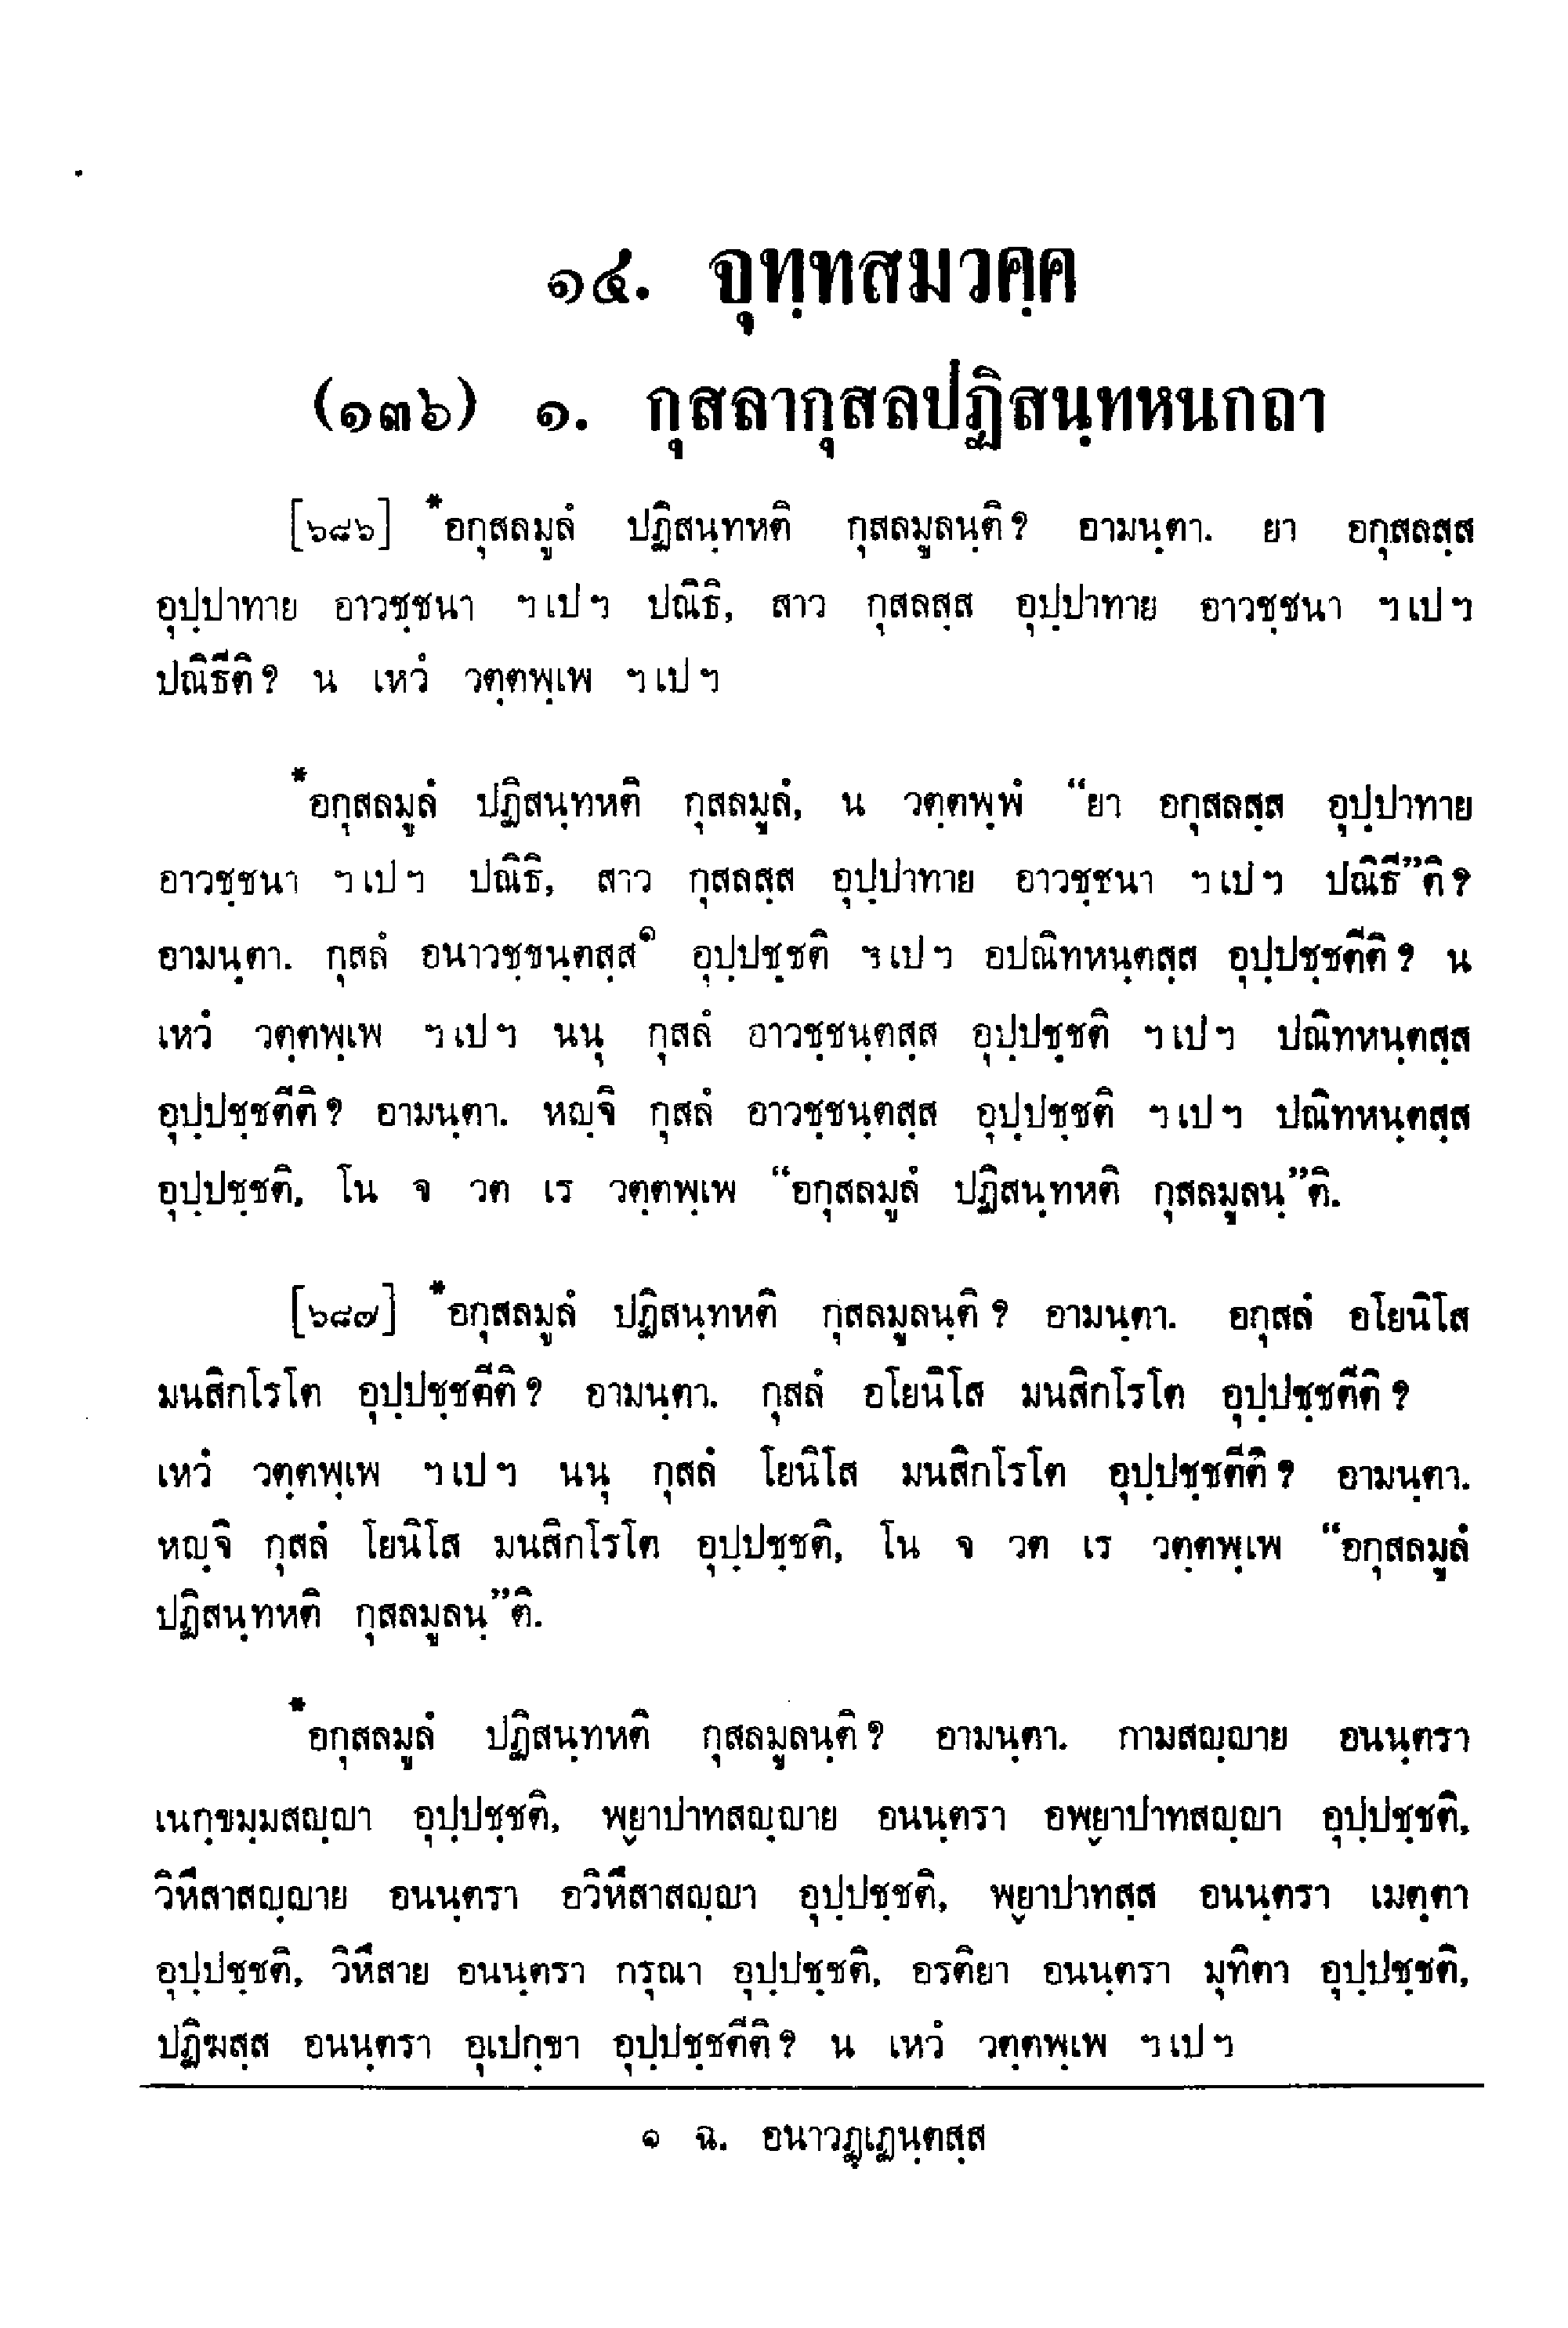 ๑๔. จุทฺทสมวคฺค
(๑๓๖) ๑. กุสลากุสลปฏิสนฺทหนกถา
[๖๘๖] *อกุสลมูลํ ปฏิสนฺทหติ กุสลมูลนฺติ? อามนฺตา. ยา อกุสลสฺส
อุปฺปาทาย อาวชฺชนา ฯเปฯ ปณิธิ, สาว กุสลสฺส อุปฺปาทาย อาวชฺชนา ฯเปฯ
ปณิธีติ? น เหวํ วตฺตพฺเพ ฯเปฯ
*อกุสลมูลํ ปฏิสนฺทหติ กุสลมูลํ, น วตฺตพฺพํ “ยา อกุสลสฺส อุปฺปาทาย
อาวชฺชนา ฯเปฯ ปณิธิ, สาว กุสลสฺส อุปฺปาทาย อาวชฺชนา ฯเปฯ ปณิธี”ติ?
อามนฺตา. กุสลํ อนาวชฺชนฺตสฺส๑ อุปฺปชฺชติ ฯเปฯ อปณิทหนฺตสฺส อุปฺปชฺชตีติ? น
เหวํ วตฺตพฺเพ ฯเปฯ นนุ กุสลํ อาวชฺชนฺตสฺส อุปฺปชฺชติ ฯเปฯ ปณิทหนฺตสฺส
อุปฺปชฺชตีติ? อามนฺตา. หญฺจิ กุสลํ อาวชฺชนฺตสฺส อุปฺปชฺชติ ฯเปฯ ปณิทหนฺตสฺส
อุปฺปชฺชติ, โน จ วต เร วตฺตพฺเพ “อกุสลมูลํ ปฏิสนฺทหติ กุสลมูลนฺ”ติ.
[๖๘๗] *อกุสลมูลํ ปฏิสนฺทหติ กุสลมูลนฺติ? อามนฺตา. อกุสลํ อโยนิโส
มนสิกโรโต อุปฺปชฺชตีติ? อามนฺตา. กุสลํ อโยนิโส มนสิกโรโต อุปฺปชฺชตีติ?
เหวํ วตฺตพฺเพ ฯเปฯ นนุ กุสลํ โยนิโส มนสิกโรโต อุปฺปชฺชตีติ? อามนฺตา.
หญฺจิ กุสลํ โยนิโส มนสิกโรโต อุปฺปชฺชติ, โน จ วต เร วตฺตพฺเพ “อกุสลมูลํ
ปฏิสนฺทหติ กุสลมูลนฺ”ติ.
*อกุสลมูลํ ปฏิสนฺทหติ กุสลมูลนฺติ? อามนฺตา. กามสญฺญาย อนนฺตรา
เนกฺขมฺมสญฺญา อุปฺปชฺชติ, พฺยาปาทสญฺญาย อนนฺตรา อพฺยาปาทสญฺญา อุปฺปชฺชติ,
วิหึสาสญฺญาย อนนฺตรา อวิหึสาสญฺญา อุปฺปชฺชติ, พฺยาปาทสฺส อนนฺตรา เมตฺตา
อุปฺปชฺชติ, วิหึสาย อนนฺตรา กรุณา อุปฺปชฺชติ, อรติยา อนนฺตรา มุทิตา อุปฺปชฺชติ,
ปฏิฆสฺส อนนฺตรา อุเปกฺขา อุปฺปชฺชตีติ? น เหวํ วตฺตพฺเพ ฯเปฯ
๑ ฉ. อนาวฏฺเฏนฺตสฺส